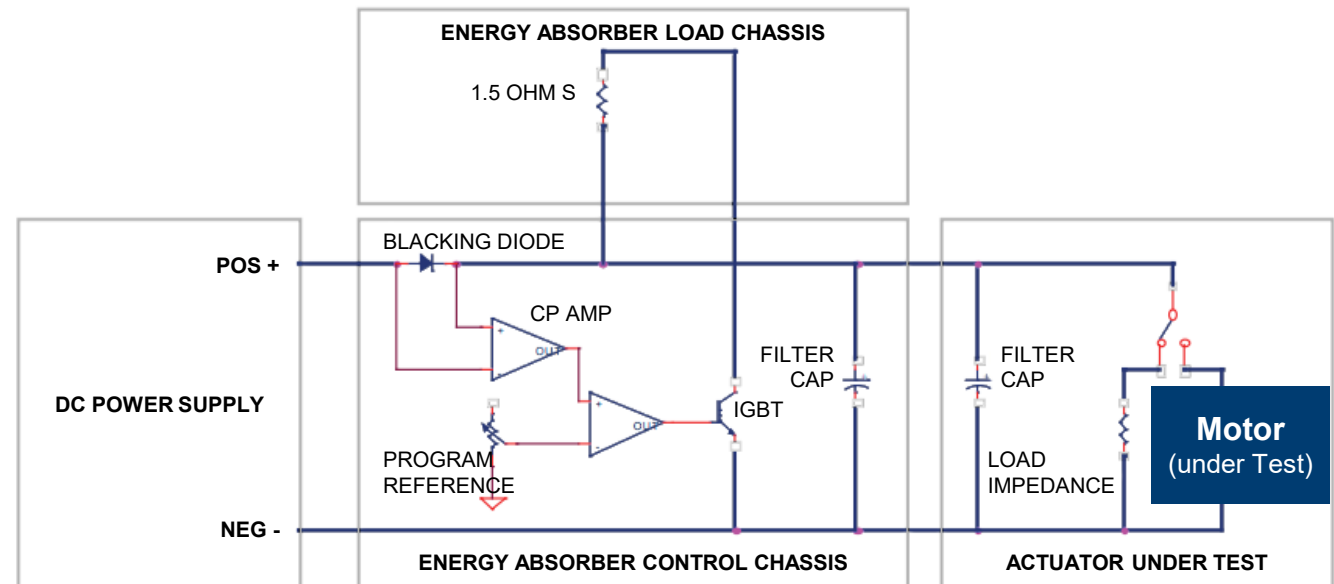 ENERGY ABSORBER LOAD CHASSIS
1.5 OHM S
BLACKING DIODE
POS +
CP AMP
+
-
OUT
FILTER
CAP
FILTER
CAP
DC POWER SUPPLY
+
-
OUT
IGBT
Motor
(under Test)
PROGRAM
REFERENCE
LOAD
IMPEDANCE
NEG -
ENERGY ABSORBER CONTROL CHASSIS
ACTUATOR UNDER TEST